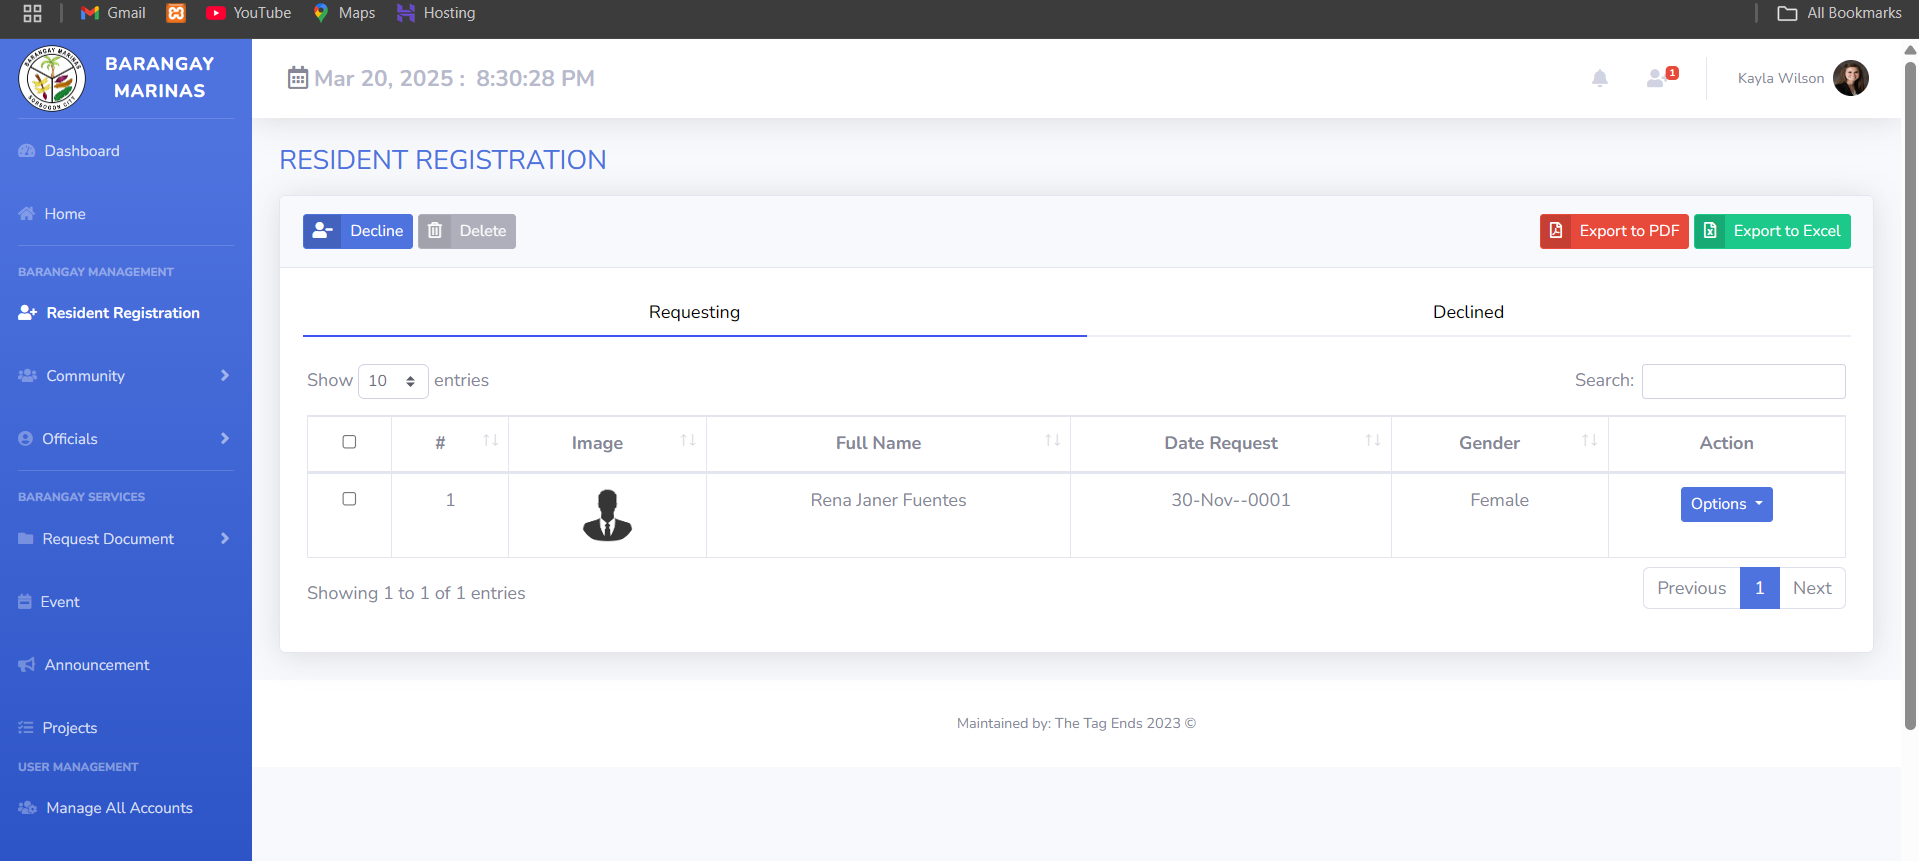 Gmail
YouTube
Maps
Hosting
All Bookmarks
BARANGAY MARINAS
SORSOGON CITY
BARANGAY
MARINAS
Mar 20, 2025 : 8:30:28 PM
1
Kayla Wilson
Dashboard
Home
BARANGAY MANAGEMENT
Resident Registration
Community
Officials
BARANGAY SERVICES
Request Document
Event
Announcement
Projects
USER MANAGEMENT
Manage All Accounts
RESIDENT REGISTRATION
Decline
Delete
Export to PDF
Export to Excel
Requesting
Declined
Show 10 entries
Search:
# Image Full Name Date Request Gender Action
1 Rena Janer Fuentes 30-Nov--0001 Female Options
Showing 1 to 1 of 1 entries
Previous 1 Next
Maintained by: The Tag Ends 2023 ©